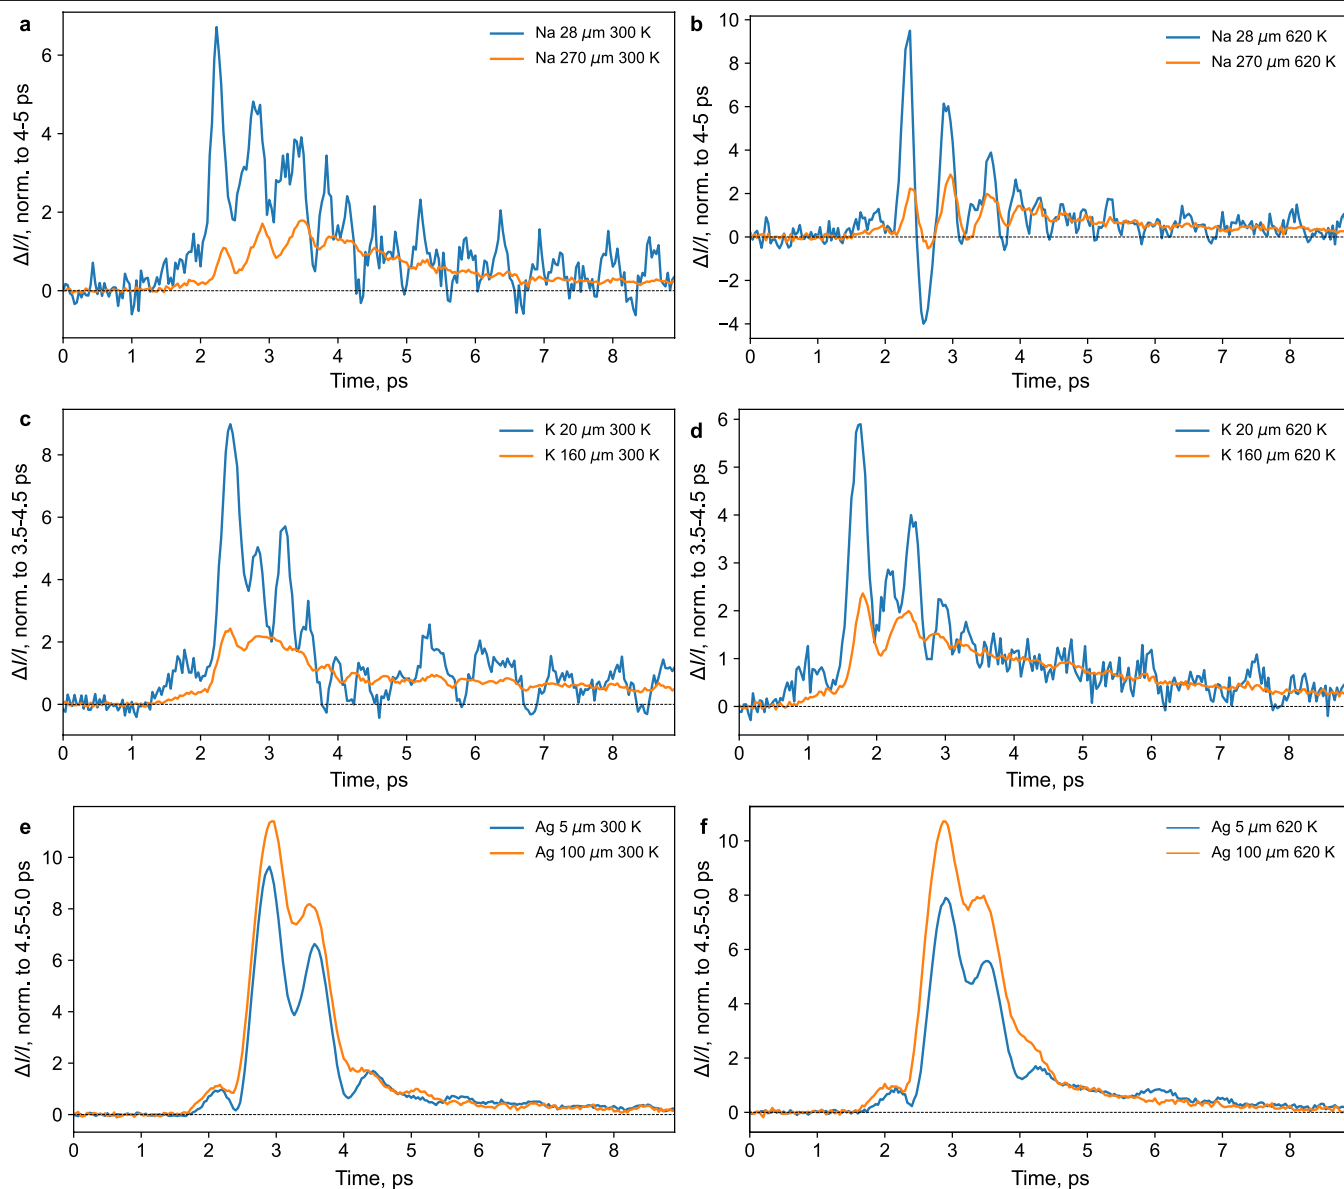 a
Na 28 μm 300 K
Na 270 μm 300 K
ΔI/I, norm. to 4-5 ps
6
4
2
0
0 1 2 3 4 5 6 7 8
Time, ps
b
Na 28 μm 620 K
Na 270 μm 620 K
ΔI/I, norm. to 4-5 ps
10
8
6
4
2
0
−2
−4
0 1 2 3 4 5 6 7 8
Time, ps
c
K 20 μm 300 K
K 160 μm 300 K
ΔI/I, norm. to 3.5-4.5 ps
8
6
4
2
0
0 1 2 3 4 5 6 7 8
Time, ps
d
K 20 μm 620 K
K 160 μm 620 K
ΔI/I, norm. to 3.5-4.5 ps
6
5
4
3
2
1
0
0 1 2 3 4 5 6 7 8
Time, ps
e
Ag 5 μm 300 K
Ag 100 μm 300 K
ΔI/I, norm. to 4.5-5.0 ps
10
8
6
4
2
0
0 1 2 3 4 5 6 7 8
Time, ps
f
Ag 5 μm 620 K
Ag 100 μm 620 K
ΔI/I, norm. to 4.5-5.0 ps
10
8
6
4
2
0
0 1 2 3 4 5 6 7 8
Time, ps